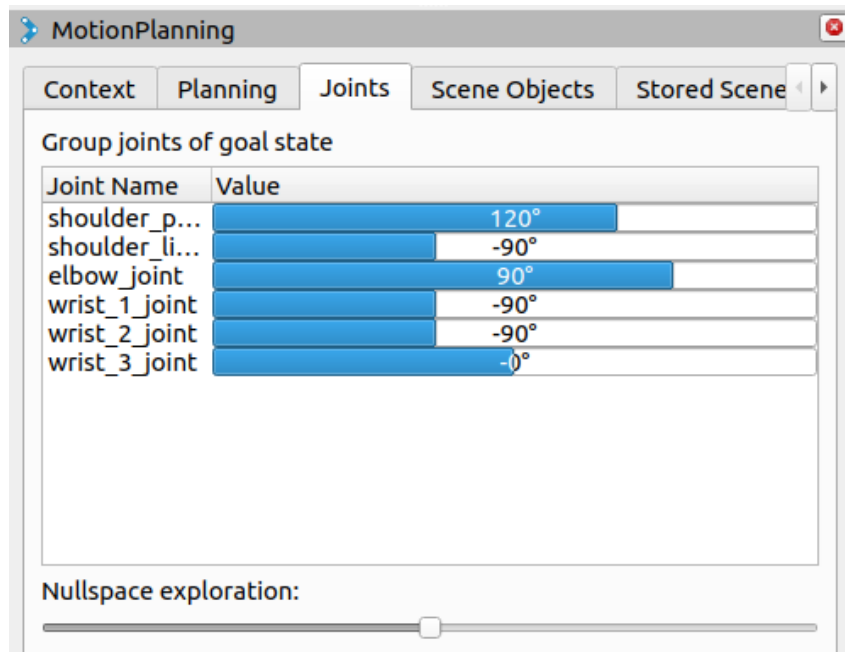 MotionPlanning
Context Planning Joints Scene Objects Stored Scene
Group joints of goal state
Joint Name Value
shoulder_p... 120°
shoulder_li... -90°
elbow_joint 90°
wrist_1_joint -90°
wrist_2_joint -90°
wrist_3_joint -0°
Nullspace exploration: